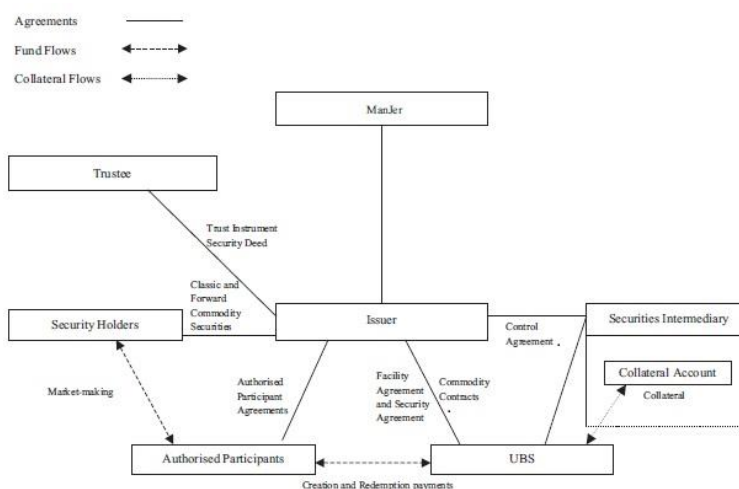 Agreements
Fund Flows
Collateral Flows
ManJer
Trustee
Trust Instrument
Security Deed
Classic and
Forward
Commodity
Securities
Security Holders
Issuer
Securities Intermediary
Control
Agreement .
Collateral Account
Collateral
Market-making
Authorised
Participant
Agreements
Facility
Agreement
and Security
Agreement
Commodity
Contracts
.
Authorised Participants
UBS
Creation and Redemption payments